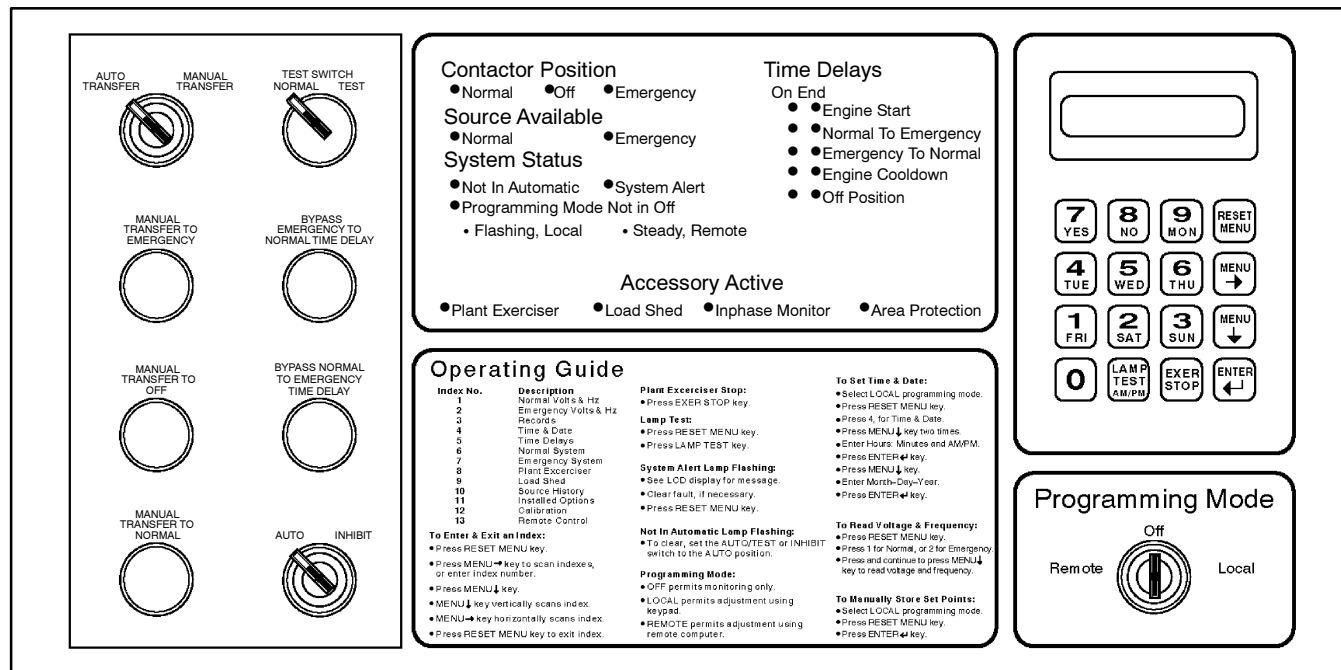 AUTO
TRANSFER
MANUAL
TRANSFER
TEST SWITCH
NORMAL TEST
MANUAL
TRANSFER TO
EMERGENCY
BYPASS
EMERGENCY TO
NORMAL TIME DELAY
MANUAL
TRANSFER TO
OFF
BYPASS NORMAL
TO EMERGENCY
TIME DELAY
MANUAL
TRANSFER TO
NORMAL
AUTO INHIBIT
Contactor Position
•Normal •Off •Emergency
Source Available
•Normal •Emergency
System Status
•Not In Automatic •System Alert
•Programming Mode Not in Off
• Flashing, Local • Steady, Remote
Time Delays
On End
• •Engine Start
• •Normal To Emergency
• •Emergency To Normal
• •Engine Cooldown
• •Off Position
Accessory Active
•Plant Exerciser •Load Shed •Inphase Monitor •Area Protection
Operating Guide
Index No. Description
1 Normal Volts & Hz
2 Emergency Volts & Hz
3 Records
4 Time & Date
5 Time Delays
6 Normal System
7 Emergency System
8 Plant Excerciser
9 Load Shed
10 Source History
11 Installed Options
12 Calibration
13 Remote Control
To Enter & Exit an Index:
•Press RESET MENU key.
•Press MENU→ key to scan indexes,
or enter index number.
•Press MENU↓ key.
•MENU↓ key vertically scans index.
•MENU→ key horizontally scans index.
•Press RESET MENU key to exit index.
Plant Excerciser Stop:
•Press EXER STOP key.
Lamp Test:
•Press RESET MENU key.
•Press LAMP TEST key.
System Alert Lamp Flashing:
•See LCD display for message.
•Clear fault, if necessary.
•Press RESET MENU key.
Not In Automatic Lamp Flashing:
•To clear, set the AUTO/TEST or INHIBIT
switch to the AUTO position.
Programming Mode:
•OFF permits monitoring only.
•LOCAL permits adjustment using
keypad.
•REMOTE permits adjustment using
remote computer.
To Set Time & Date:
•Select LOCAL programming mode.
•Press RESET MENU key.
•Press 4, for Time & Date.
•Press MENU↓ key two times.
•Enter Hours: Minutes and AM/PM.
•Press ENTER↵ key.
•Press MENU↓ key.
•Enter Month–Day–Year.
•Press ENTER↵ key.
To Read Voltage & Frequency:
•Press RESET MENU key.
•Press 1 for Normal, or 2 for Emergency.
•Press and continue to press MENU↓
key to read voltage and frequency.
To Manually Store Set Points:
•Select LOCAL programming mode.
•Press RESET MENU key.
•Press ENTER↵ key.
7 8 9 RESET
YES NO MON MENU
4 5 6 MENU
TUE WED THU →
1 2 3 MENU
FRI SAT SUN ↓
0
LAMP
TEST
AM/PM
EXER
STOP
ENTER
↵
Programming Mode
Off
Remote Local